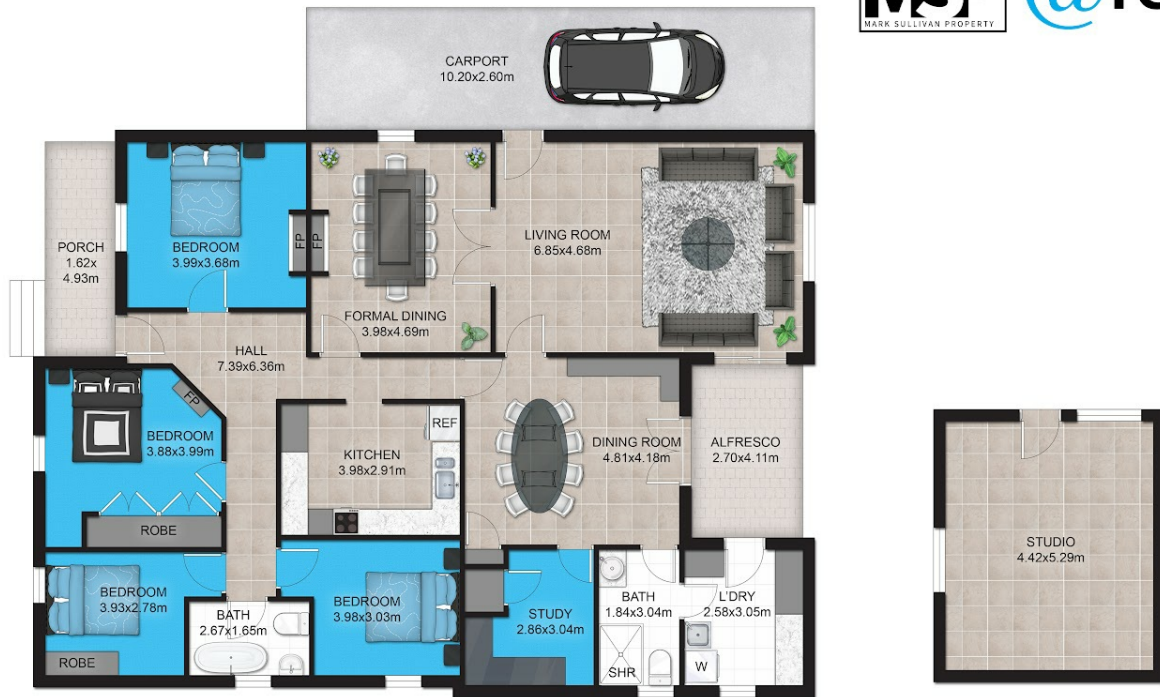 MARK SULLIVAN PROPERTY
CARPORT
10.20x2.60m
PORCH
1.62x
4.93m
BEDROOM
3.99x3.68m
FP
FP
FORMAL DINING
3.98x4.69m
LIVING ROOM
6.85x4.68m
HALL
7.39x6.36m
FP
BEDROOM
3.88x3.99m
ROBE
KITCHEN
3.98x2.91m
REF
DINING ROOM
4.81x4.18m
ALFRESCO
2.70x4.11m
BEDROOM
3.93x2.78m
ROBE
BATH
2.67x1.65m
BEDROOM
3.98x3.03m
STUDY
2.86x3.04m
BATH
1.84x3.04m
SHR
L'DRY
2.58x3.05m
W
STUDIO
4.42x5.29m